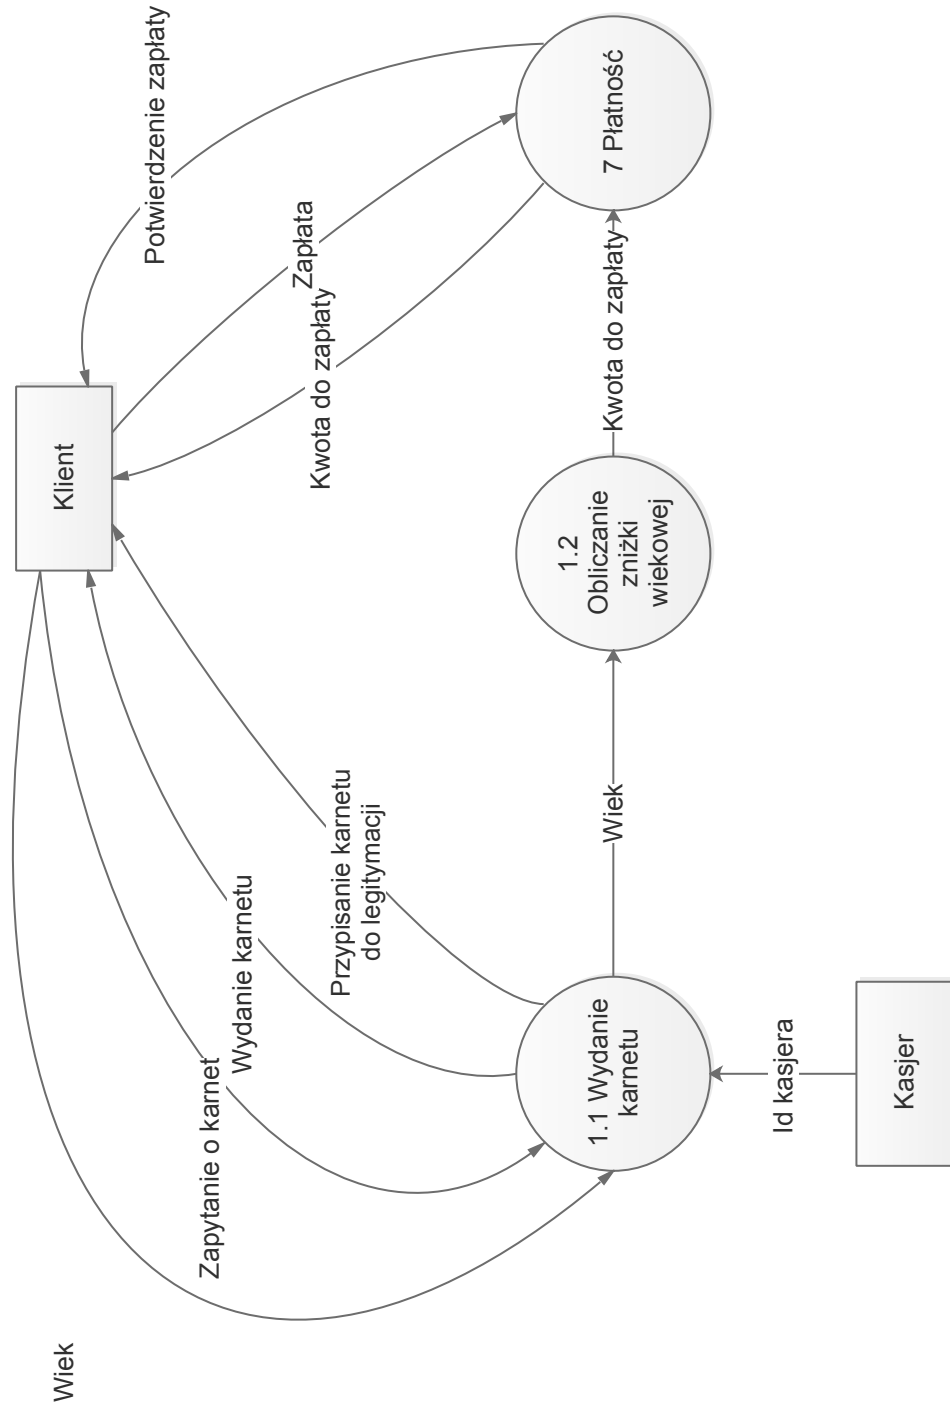 Wiek
Zapytanie o karnet
Wydanie karnetu
Przypisanie karnetu
do legitymacji
Klient
Kwota do zapłaty
Zapłata
Potwierdzenie zapłaty
1.1 Wydanie
karnetu
Wiek
1.2
Obliczanie
zniżki
wiekowej
Kwota do zapłaty
7 Płatność
Id kasjera
Kasjer